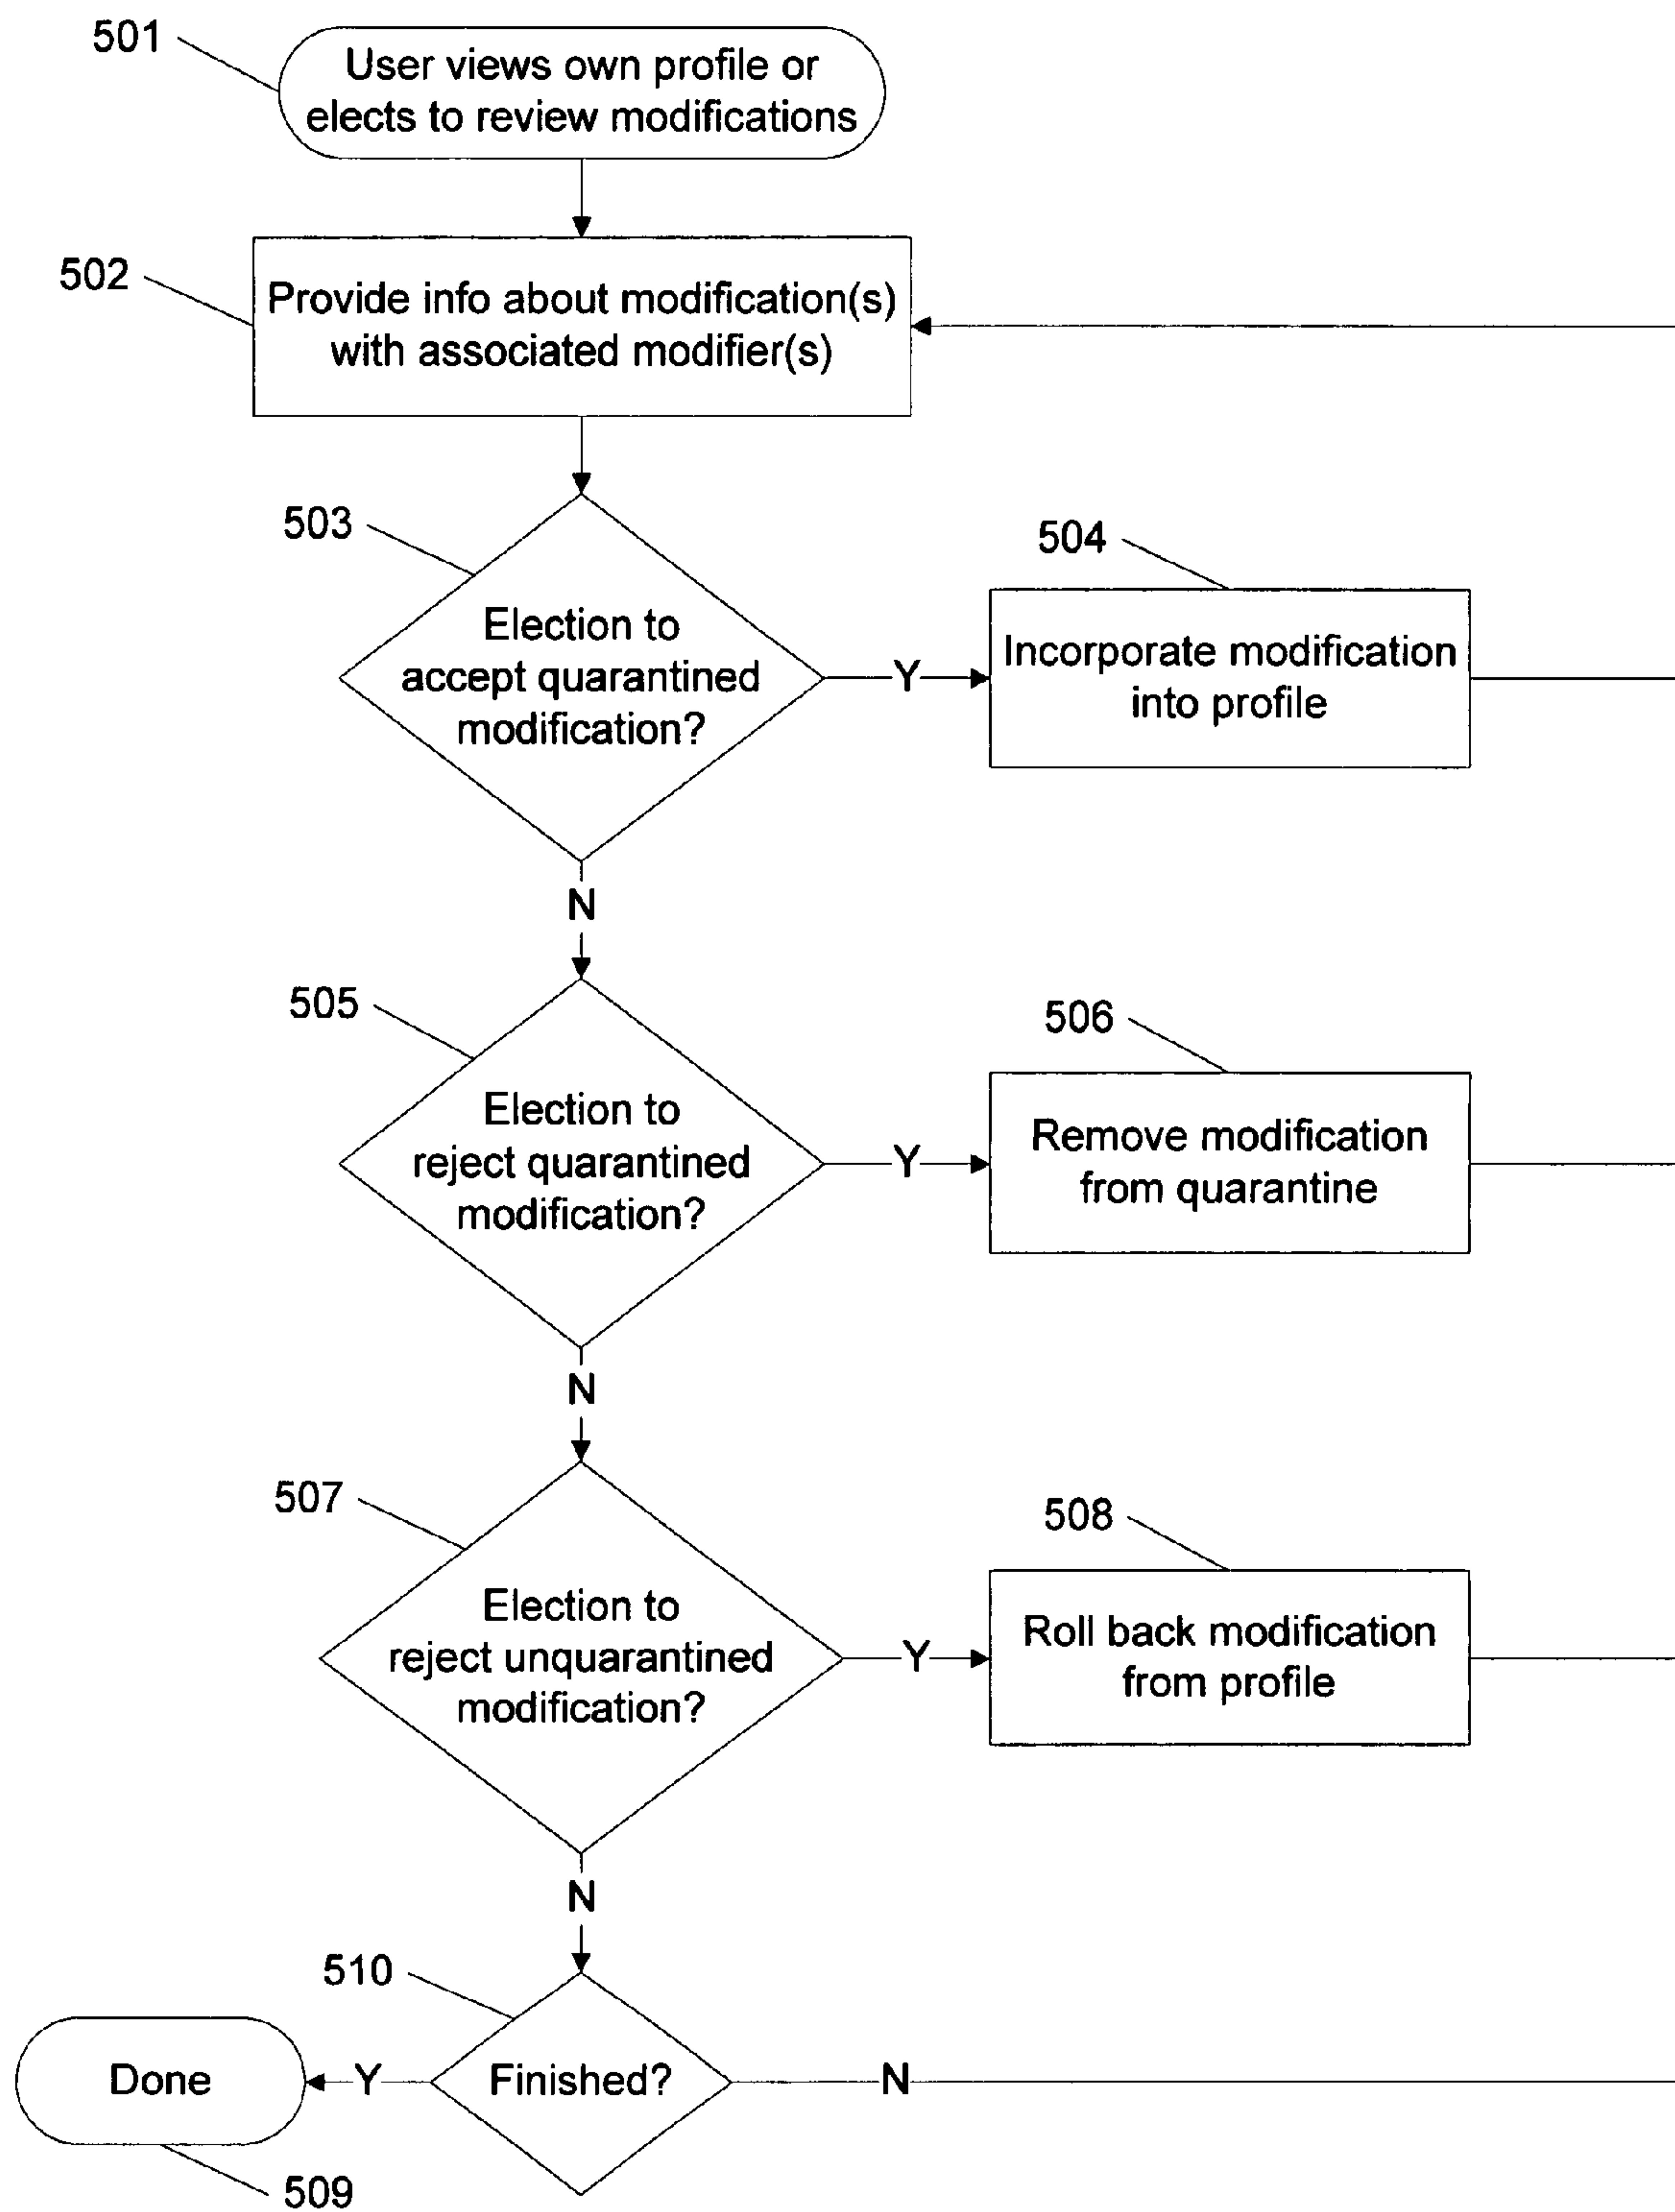 501
User views own profile or
elects to review modifications
502
Provide info about modification(s)
with associated modifier(s)
503
Election to
accept quarantined
modification?
Y
504
Incorporate modification
into profile
N
505
Election to
reject quarantined
modification?
Y
506
Remove modification
from quarantine
N
507
Election to
reject unquarantined
modification?
Y
508
Roll back modification
from profile
N
510
Finished?
Y
N
Done
509